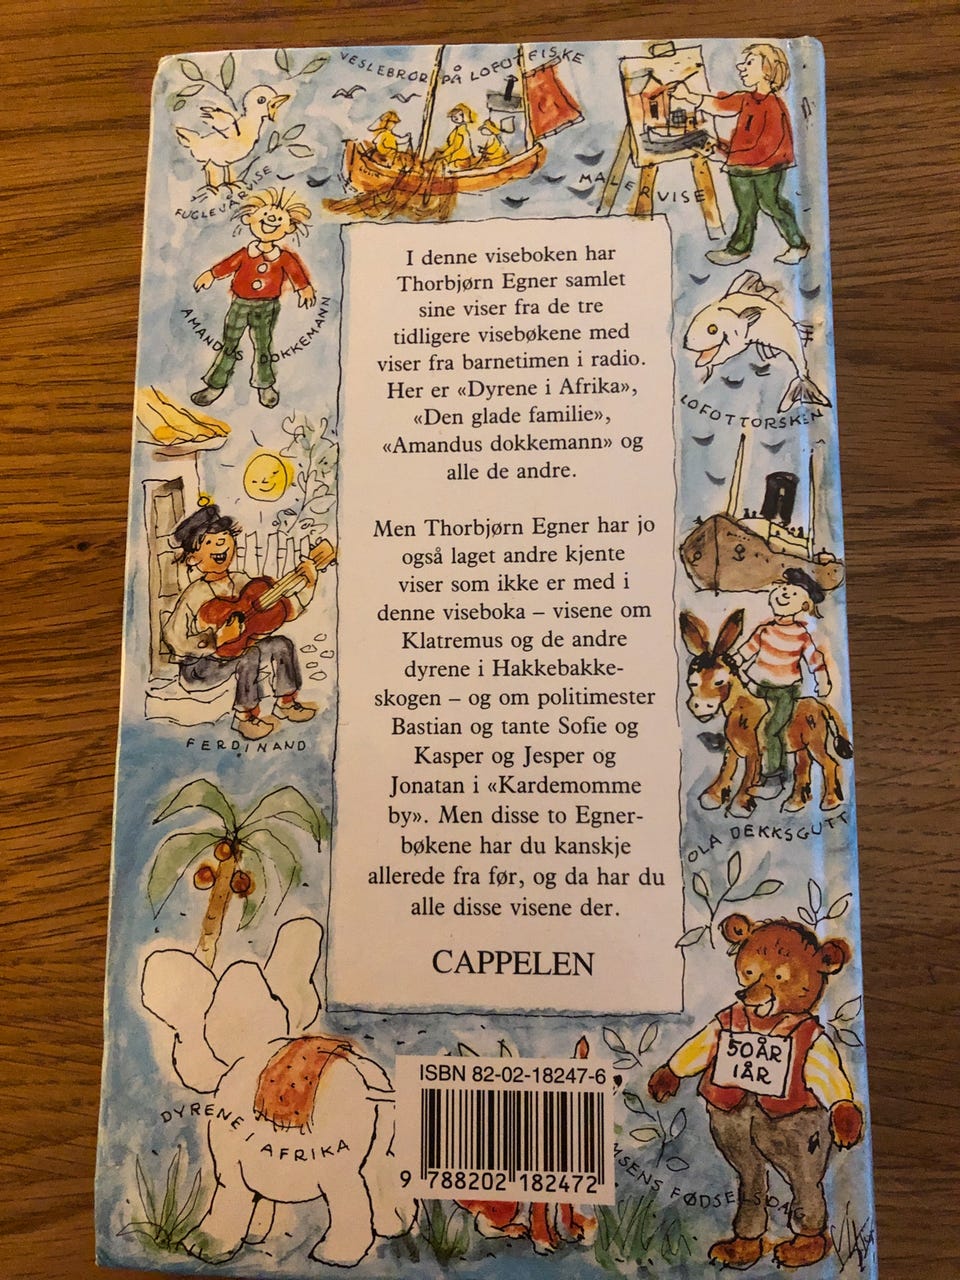 VESLEBROR PÅ LOFOTFISKE
FUGLEVÅRVISE
MALERVISE
AMANDUS DOKKEMANN
I denne viseboken har
Thorbjørn Egner samlet
sine viser fra de tre
tidligere visebøkene med
viser fra barnetimen i radio.
Her er «Dyrene i Afrika»,
«Den glade familie»,
«Amandus dokkemann» og
alle de andre.
Men Thorbjørn Egner har jo
også laget andre kjente
viser som ikke er med i
denne viseboka – visene om
Klatremus og de andre
dyrene i Hakkebakke-
skogen – og om politimester
Bastian og tante Sofie og
Kasper og Jesper og
Jonatan i «Kardemomme
by». Men disse to Egner-
bøkene har du kanskje
allerede fra før, og da har du
alle disse visene der.
CAPPELEN
LOFOTTORSKEN
FERDINAND
OLA DEKKSGUTT
50 ÅR
I ÅR
DYRENE I AFRIKA
ISBN 82-02-18247-6
9 788202 182472
FØDSELSDAG